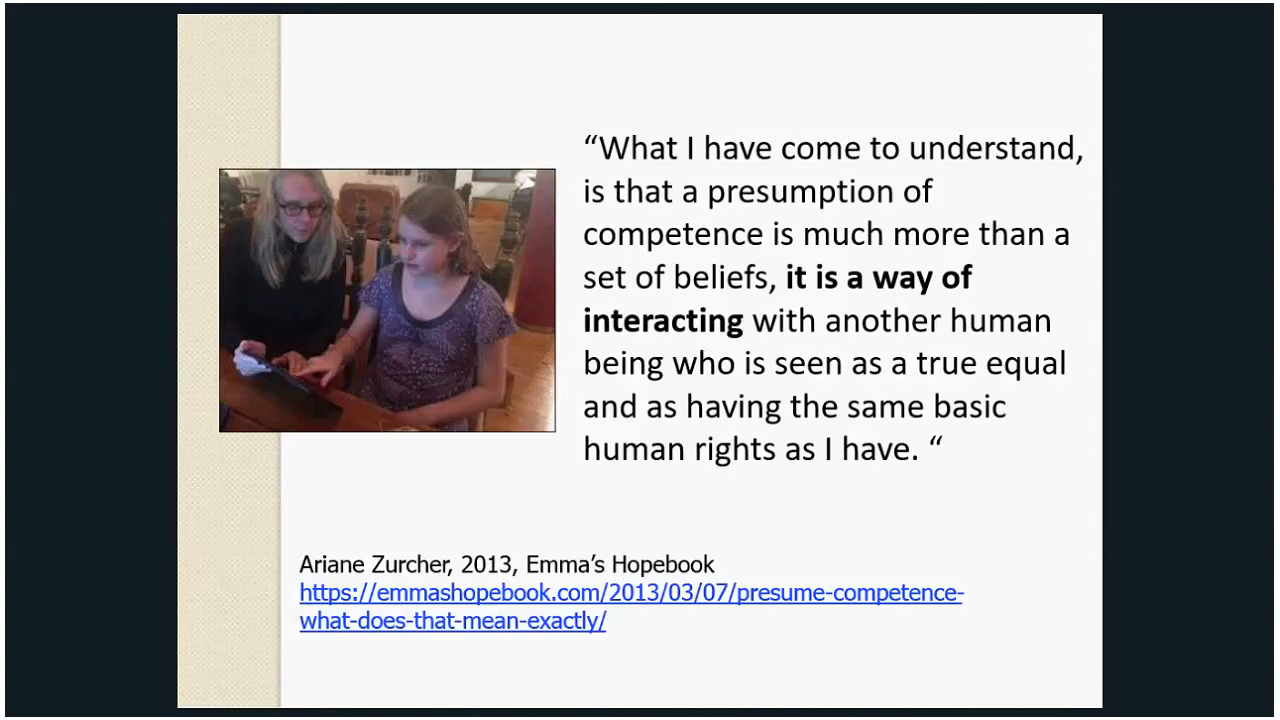 “What I have come to understand,
is that a presumption of
competence is much more than a
set of beliefs, it is a way of
interacting with another human
being who is seen as a true equal
and as having the same basic
human rights as I have. “
Ariane Zurcher, 2013, Emma’s Hopebook
https://emmashopebook.com/2013/03/07/presume-competence-
what-does-that-mean-exactly/